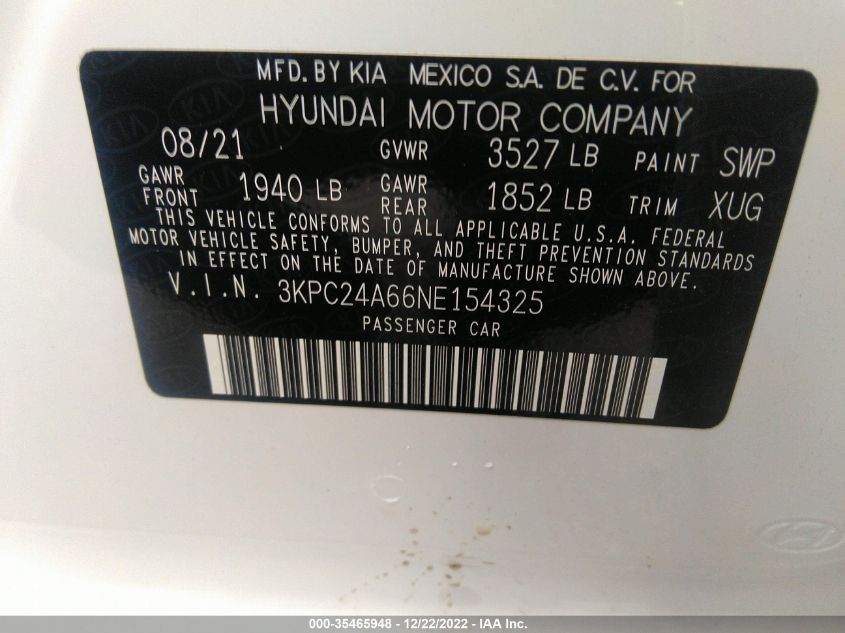 MFD. BY KIA MEXICO S.A. DE C.V. FOR
HYUNDAI MOTOR COMPANY
08/21 GVWR 3527 LB PAINT SWP
GAWR FRONT 1940 LB GAWR REAR 1852 LB TRIM XUG
THIS VEHICLE CONFORMS TO ALL APPLICABLE U.S.A. FEDERAL
MOTOR VEHICLE SAFETY, BUMPER, AND THEFT PREVENTION STANDARDS
IN EFFECT ON THE DATE OF MANUFACTURE SHOWN ABOVE.
V.I.N. 3KPC24A66NE154325
PASSENGER CAR
000-35465948 - 12/22/2022 - IAA Inc.